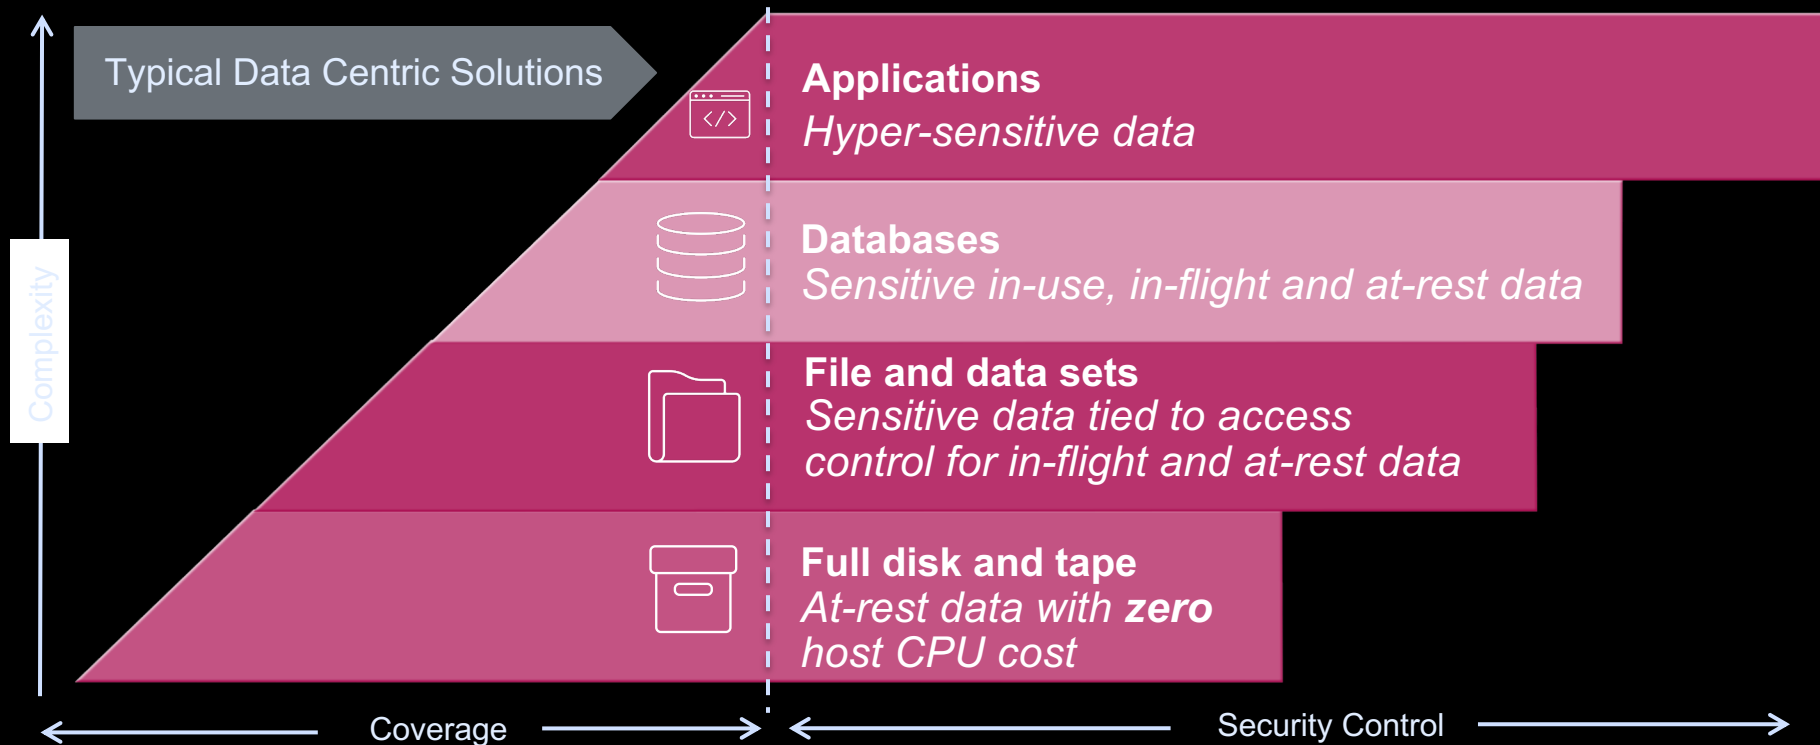 Typical Data Centric Solutions
Applications
Hyper-sensitive data
</>
Databases
Sensitive in-use, in-flight and at-rest data
Complexity
File and data sets
Sensitive data tied to access
control for in-flight and at-rest data
Full disk and tape
At-rest data with zero
host CPU cost
Coverage
Security Control